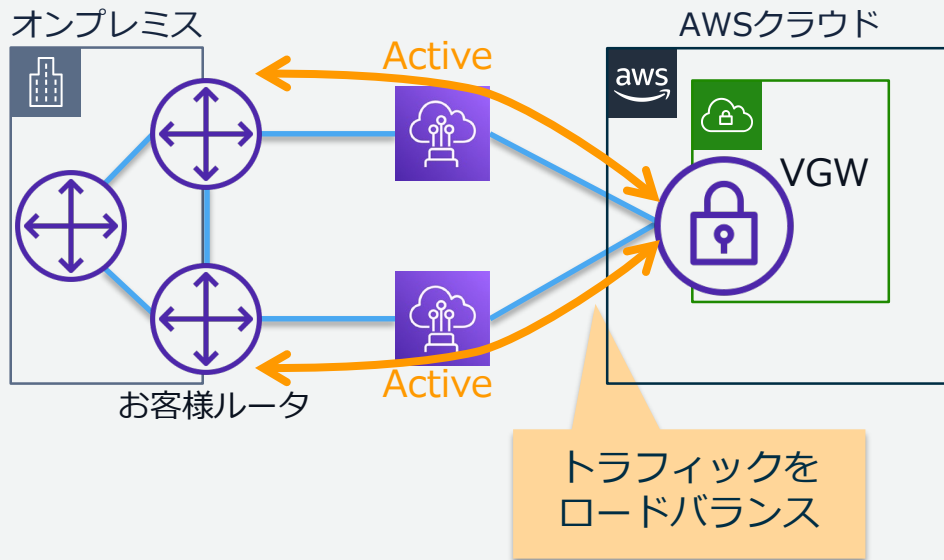 オンプレミス
AWSクラウド
Active
aws
VGW
Active
お客様ルータ
トラフィックを
ロードバランス